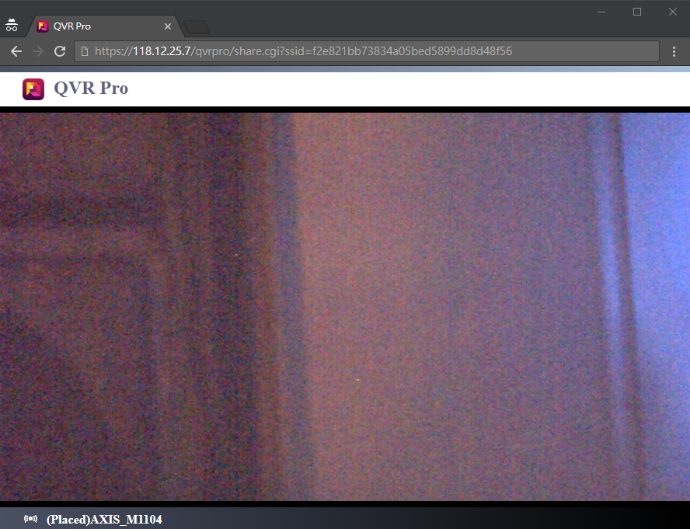 QVR Pro
https://118.12.25.7/qvrpro/share.cgi?ssid=f2e821bb73834a05bed5899dd8d48f56
QVR Pro
(Placed)AXIS_M1104